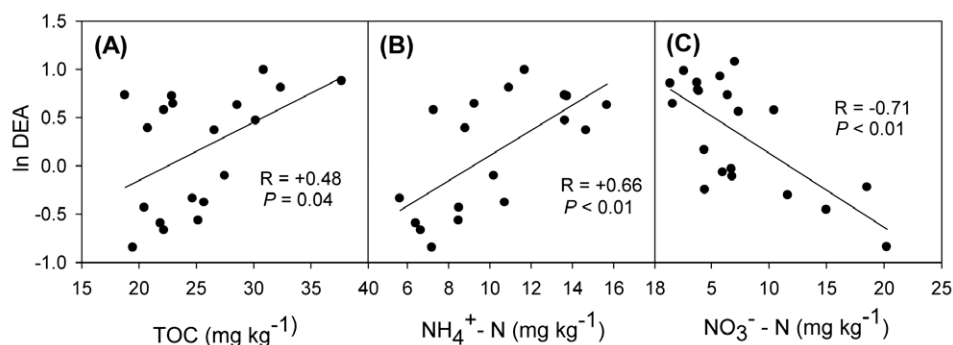 1.5
1.0
0.5
0.0
-0.5
-1.0
ln DEA
(A)
R = +0.48
P = 0.04
(B)
R = +0.66
P < 0.01
(C)
R = -0.71
P < 0.01
15 20 25 30 35 40 6 8 10 12 14 16 18 5 10 15 20 25
TOC (mg kg⁻¹)
NH₄⁺- N (mg kg⁻¹)
NO₃⁻ - N (mg kg⁻¹)